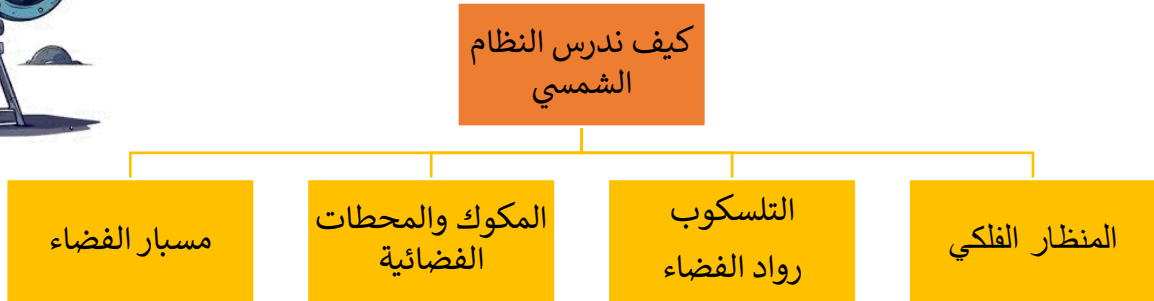 كيف ندرس النظام
الشمسي
المنظار الفلكي
التلسكوب
رواد الفضاء
المكوك والمحطات
الفضائية
مسبار الفضاء